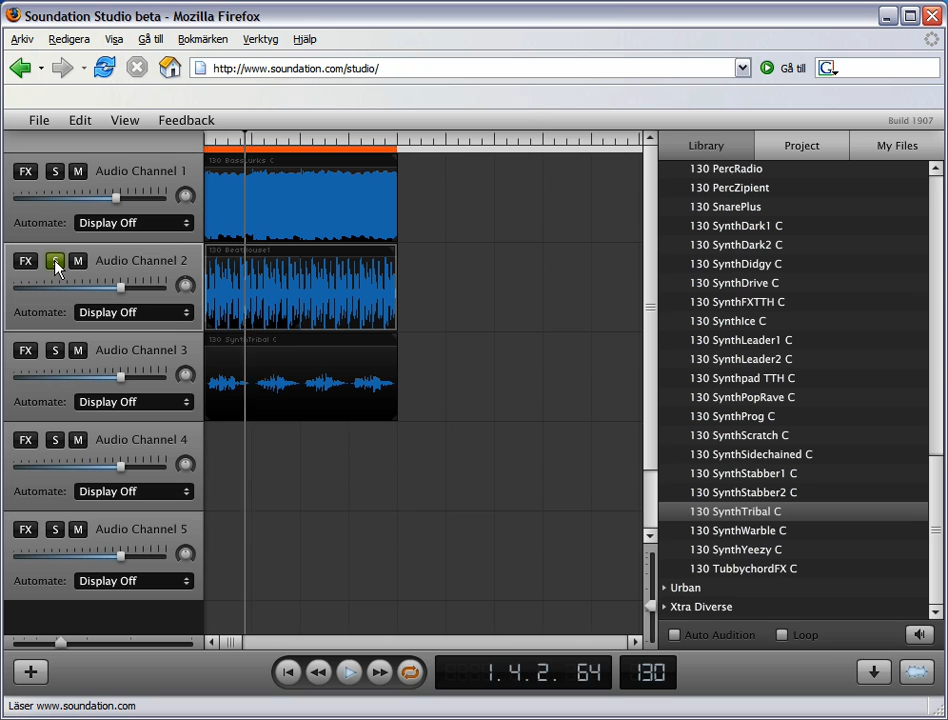 Soundation Studio beta - Mozilla Firefox
Arkiv Redigera Visa Gå till Bokmärken Verktyg Hjälp
http://www.soundation.com/studio/ Gå till G
File Edit View Feedback Build 1907
Library Project My Files
FX S M Audio Channel 1
Automate: Display Off
FX S M Audio Channel 2
Automate: Display Off
FX S M Audio Channel 3
Automate: Display Off
FX S M Audio Channel 4
Automate: Display Off
FX S M Audio Channel 5
Automate: Display Off
130 BeatHouse1
130 SynthTribal C
130 PercRadio
130 PercZipient
130 SnarePlus
130 SynthDark1 C
130 SynthDark2 C
130 SynthDidgy C
130 SynthDrive C
130 SynthFXTTH C
130 SynthIce C
130 SynthLeader1 C
130 SynthLeader2 C
130 Synthpad TTH C
130 SynthPopRave C
130 SynthProg C
130 SynthScratch C
130 SynthSidechained C
130 SynthStabber1 C
130 SynthStabber2 C
130 SynthTribal C
130 SynthWarble C
130 SynthYeezy C
130 TubbychordFX C
Urban
Xtra Diverse
Auto Audition Loop
1. 4. 2. 64 130
Läser www.soundation.com